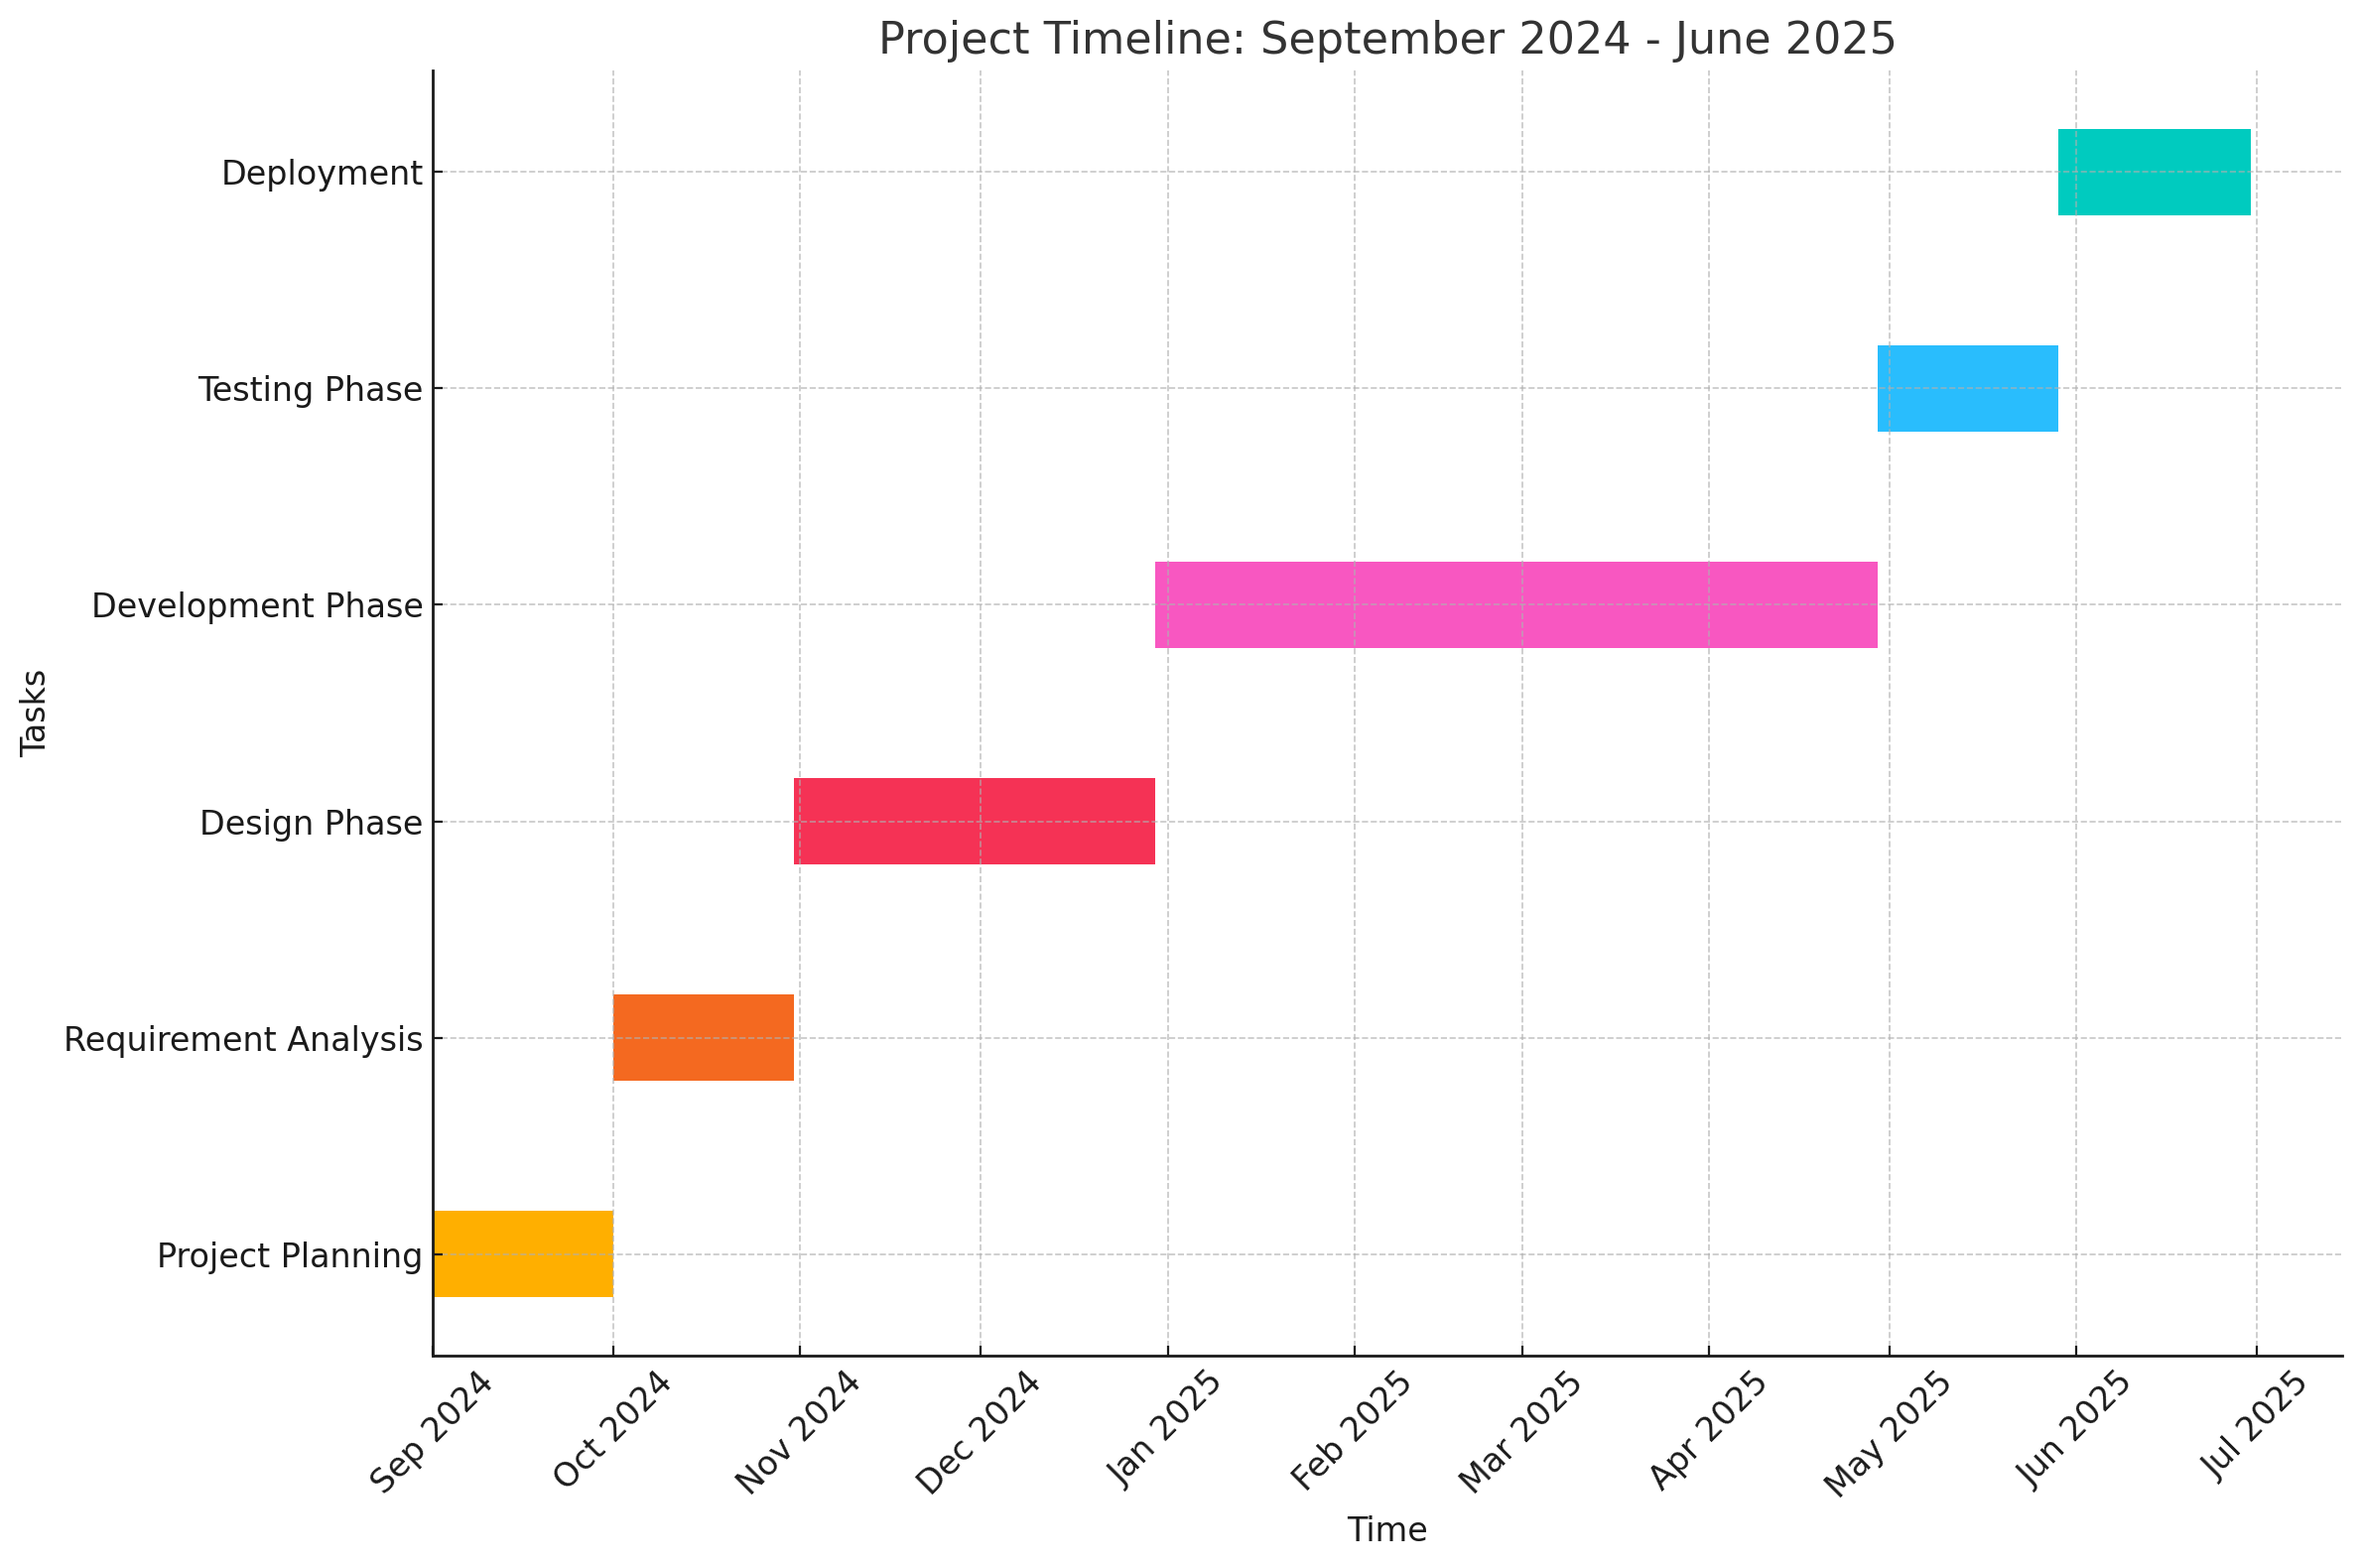 Project Timeline: September 2024 - June 2025
Deployment
Testing Phase
Development Phase
Design Phase
Requirement Analysis
Project Planning
Tasks
Sep 2024
Oct 2024
Nov 2024
Dec 2024
Jan 2025
Feb 2025
Mar 2025
Apr 2025
May 2025
Jun 2025
Jul 2025
Time